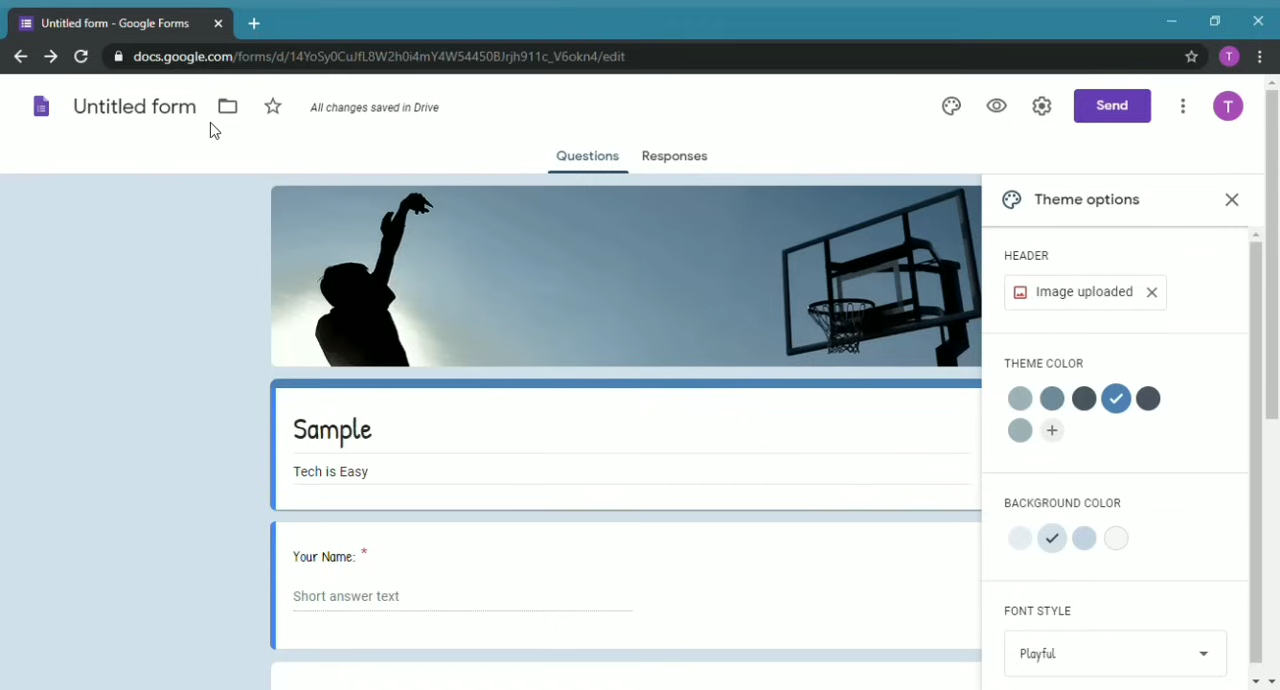 Untitled form - Google Forms
docs.google.com/forms/d/14YoSy0CuJfL8W2h0i4mY4W54450BJrjh911c_V6okn4/edit
T
Untitled form
All changes saved in Drive
Send
T
Questions
Responses
Theme options
HEADER
Image uploaded
THEME COLOR
Sample
Tech is Easy
BACKGROUND COLOR
Your Name: *
Short answer text
FONT STYLE
Playful